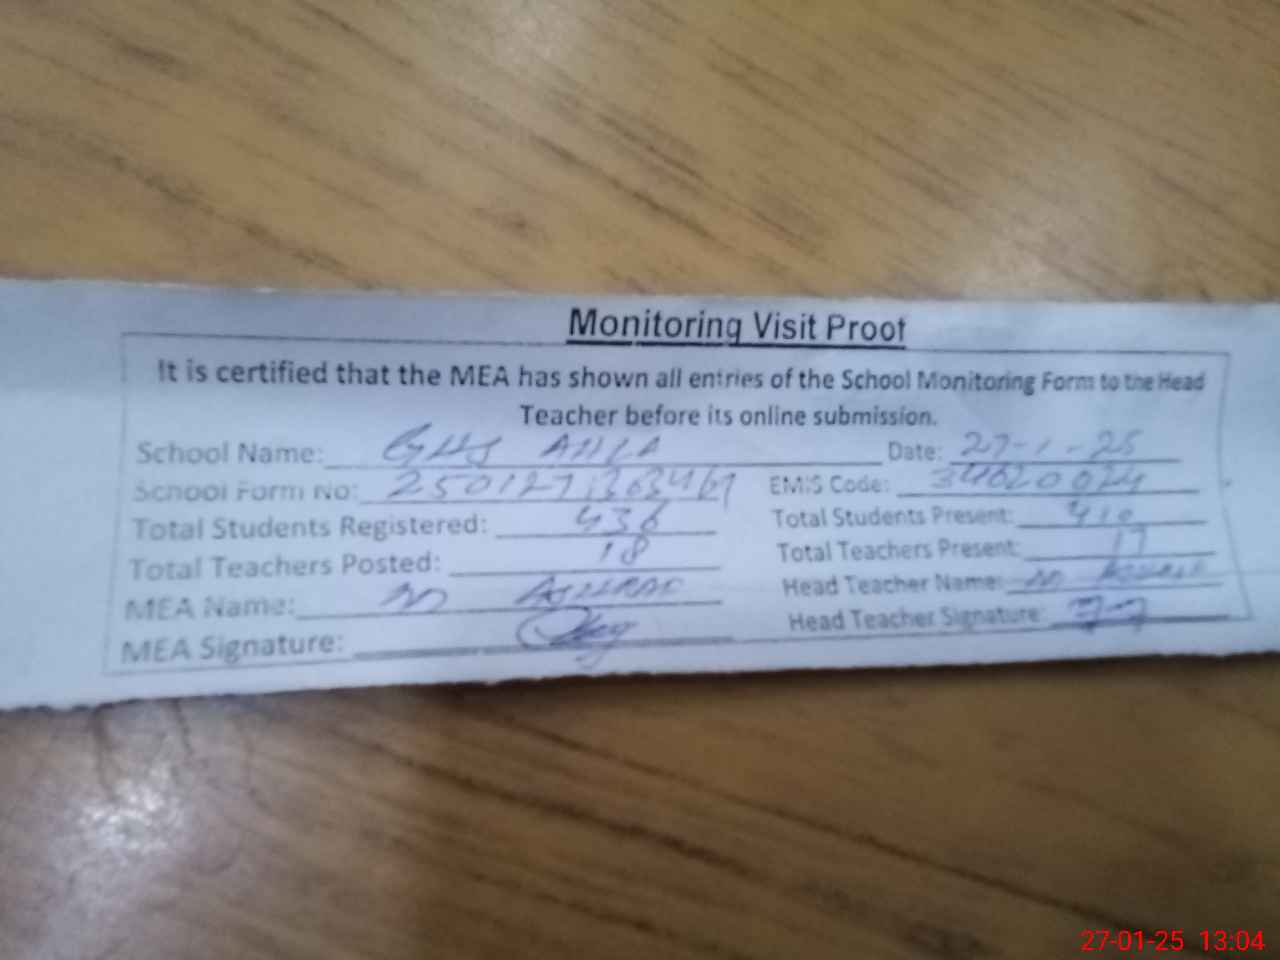 Monitoring Visit Proof
It is certified that the MEA has shown all entries of the School Monitoring Form to the Head
Teacher before its online submission.
School Name: GHS Date: 27-1-25
School Form No: EMIS Code:
Total Students Registered: 436 Total Students Present: 410
Total Teachers Posted: 18 Total Teachers Present: 17
MEA Name: M ASHRAF Head Teacher Name: M
MEA Signature: Head Teacher Signature:
27-01-25 13:04